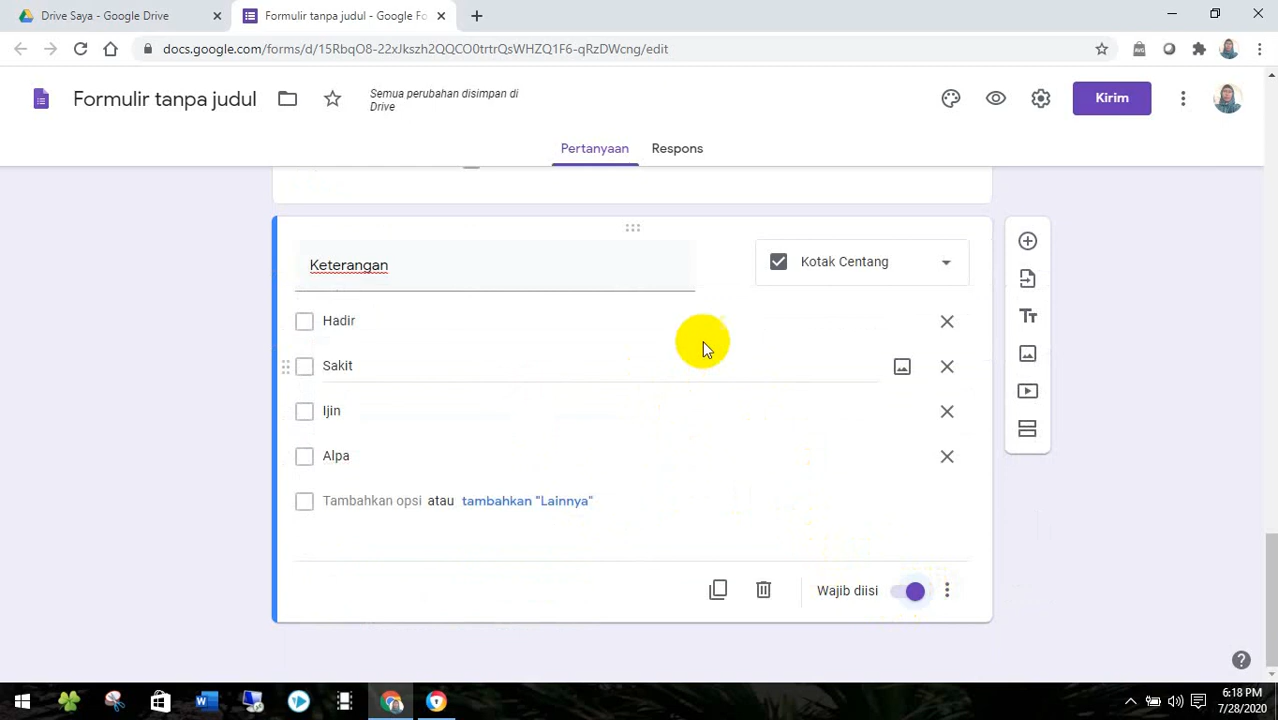 Drive Saya - Google Drive
Formulir tanpa judul - Google Fo
docs.google.com/forms/d/15RbqO8-22xJkszh2QQCO0trtrQsWHZQ1F6-qRzDWcng/edit
Formulir tanpa judul
Semua perubahan disimpan di
Drive
Kirim
Pertanyaan
Respons
Keterangan
Kotak Centang
Hadir
Sakit
Ijin
Alpa
Tambahkan opsi atau tambahkan "Lainnya"
Wajib diisi
6:18 PM
7/28/2020